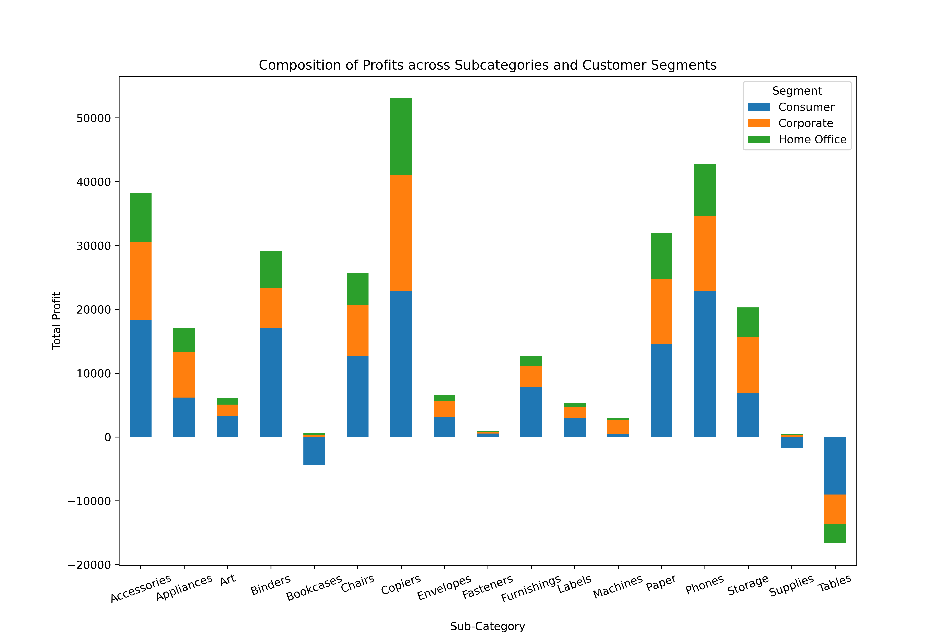 Composition of Profits across Subcategories and Customer Segments
Segment
Consumer
Corporate
Home Office
Total Profit
50000
40000
30000
20000
10000
0
−10000
−20000
Accessories
Appliances
Art
Binders
Bookcases
Chairs
Copiers
Envelopes
Fasteners
Furnishings
Labels
Machines
Paper
Phones
Storage
Supplies
Tables
Sub-Category